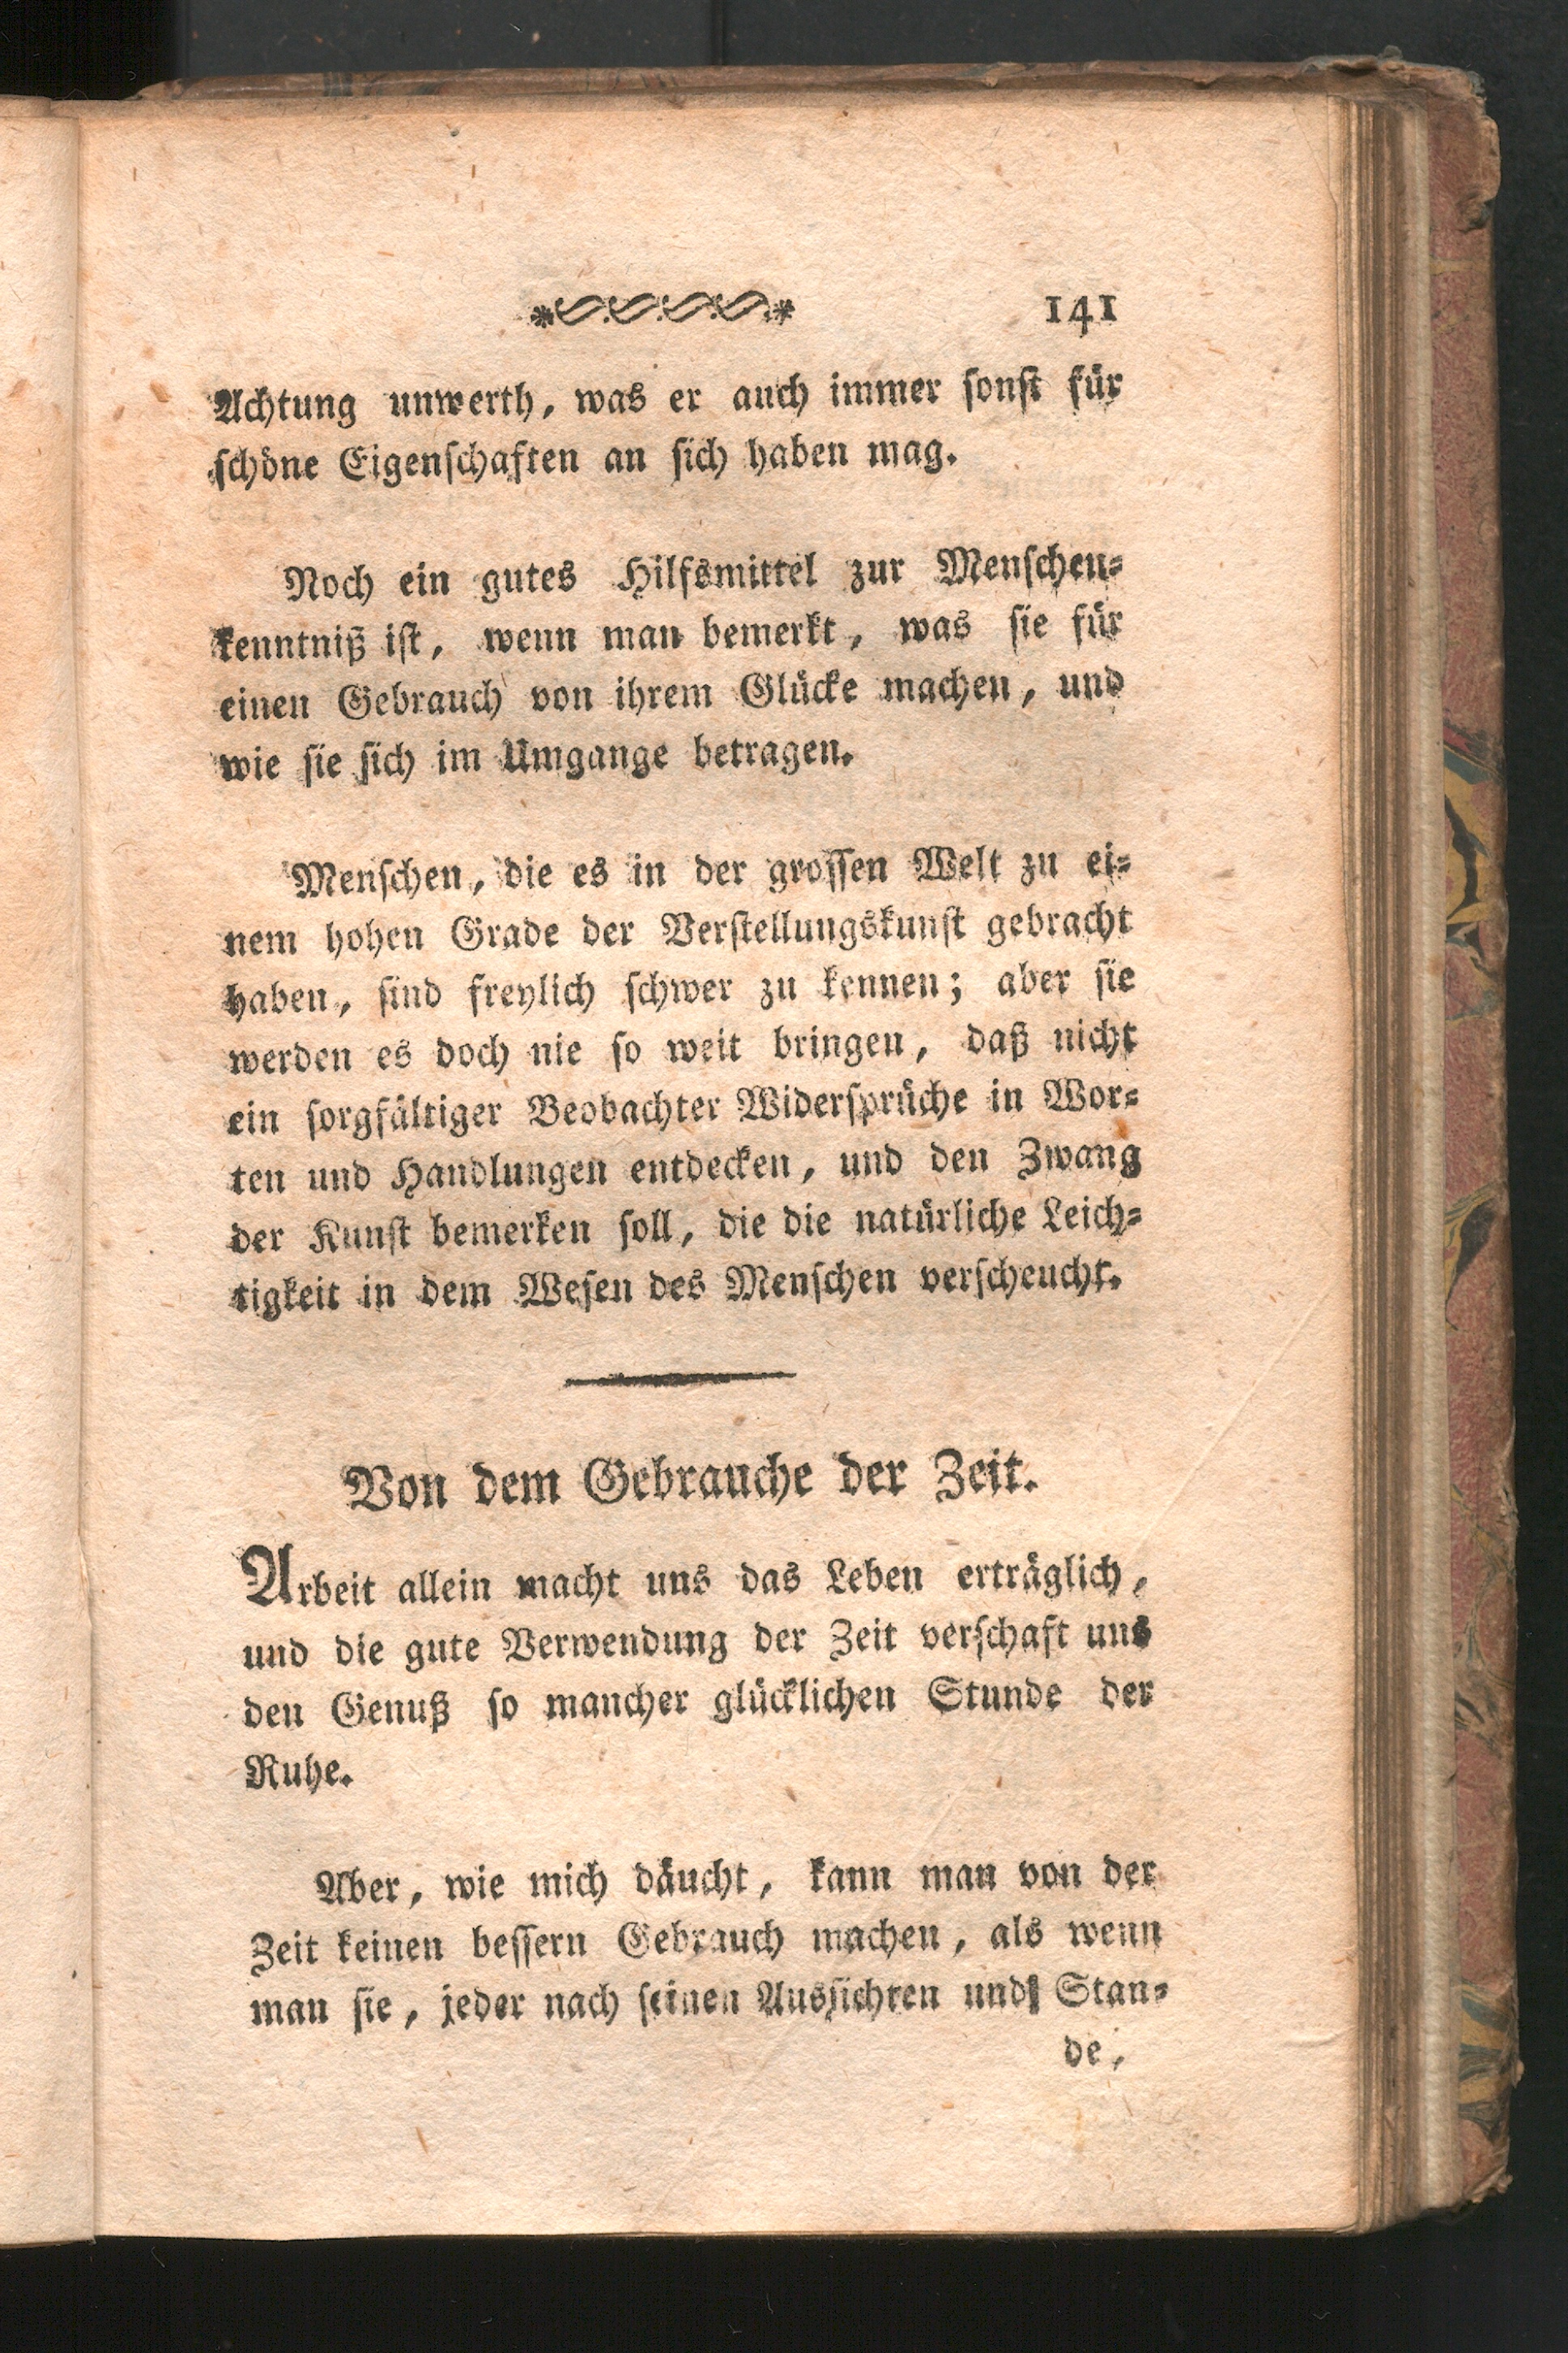 141
Achtung unwerth, was er auch immer sonst für
schöne Eigenschaften an sich haben mag.
Noch ein gutes Hilfsmittel zur Menschen=
kenntniß ist, wenn man bemerkt, was sie für
einen Gebrauch von ihrem Glücke machen, und
wie sie sich im Umgange betragen.
Menschen, die es in der grossen Welt zu ei=
nem hohen Grade der Verstellungskunst gebracht
haben, sind freylich schwer zu kennen; aber sie
werden es doch nie so weit bringen, daß nicht
ein sorgfältiger Beobachter Widersprüche in Wor=
ten und Handlungen entdecken, und den Zwang
der Kunst bemerken soll, die die natürliche Leich=
tigkeit in dem Wesen des Menschen verscheucht.
Von dem Gebrauche der Zeit.
Arbeit allein macht uns das Leben erträglich,
und die gute Verwendung der Zeit verschaft uns
den Genuß so mancher glücklichen Stunde der
Ruhe.
Aber, wie mich däucht, kann man von der
Zeit keinen bessern Gebrauch machen, als wenn
man sie, jeder nach seinen Aussichten und Stan=
de,